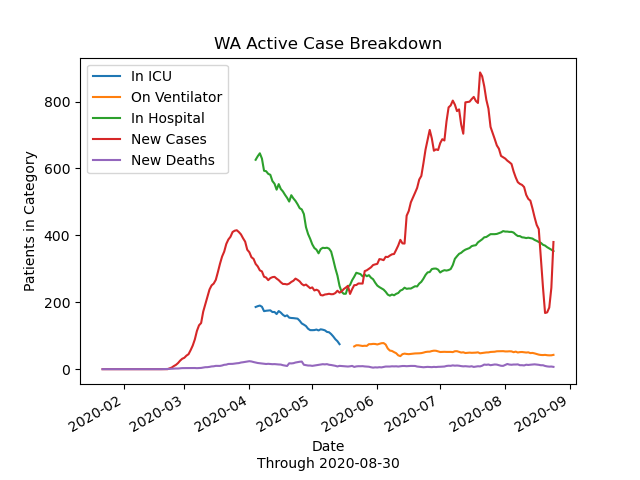 WA Active Case Breakdown
In ICU
On Ventilator
In Hospital
New Cases
New Deaths
800
600
400
200
0
Patients in Category
2020-02
2020-03
2020-04
2020-05
2020-06
2020-07
2020-08
2020-09
Date
Through 2020-08-30